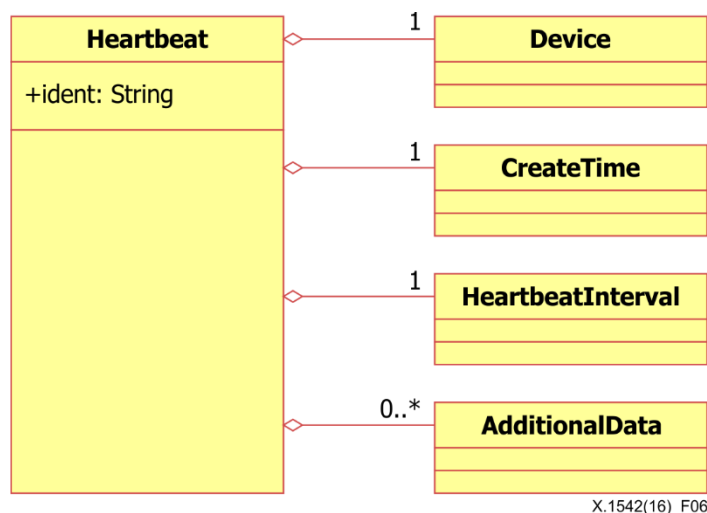 Heartbeat
+ident: String
1
Device
1
CreateTime
1
HeartbeatInterval
0..*
AdditionalData
X.1542(16)_F06